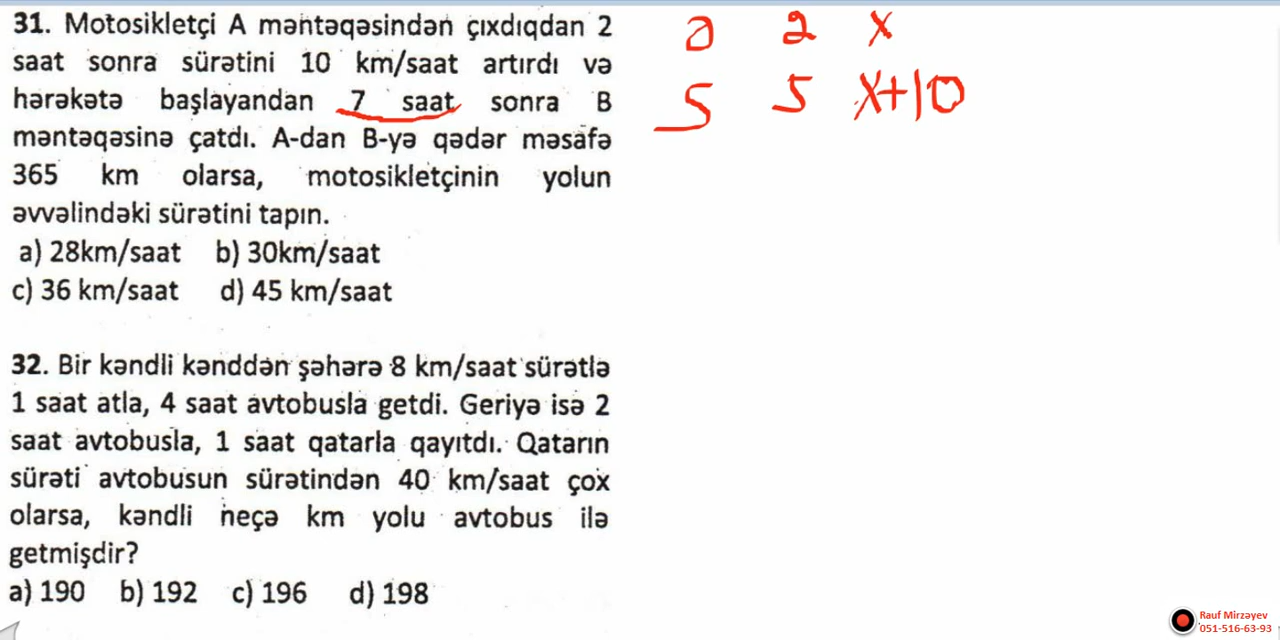 31. Motosikletçi A məntəqəsindən çıxdıqdan 2
saat sonra sürətini 10 km/saat artırdı və
hərəkətə başlayandan 7 saat sonra B
məntəqəsinə çatdı. A-dan B-yə qədər məsafə
365 km olarsa, motosikletçinin yolun
əvvəlindəki sürətini tapın.
a) 28km/saat b) 30km/saat
c) 36 km/saat d) 45 km/saat
32. Bir kəndli kənddən şəhərə 8 km/saat sürətlə
1 saat atla, 4 saat avtobusla getdi. Geriyə isə 2
saat avtobusla, 1 saat qatarla qayıtdı. Qatarın
sürəti avtobusun sürətindən 40 km/saat çox
olarsa, kəndli neçə km yolu avtobus ilə
getmişdir?
a) 190 b) 192 c) 196 d) 198
2 x
5 5 x+10
Rauf Mirzəyev
051-516-63-93